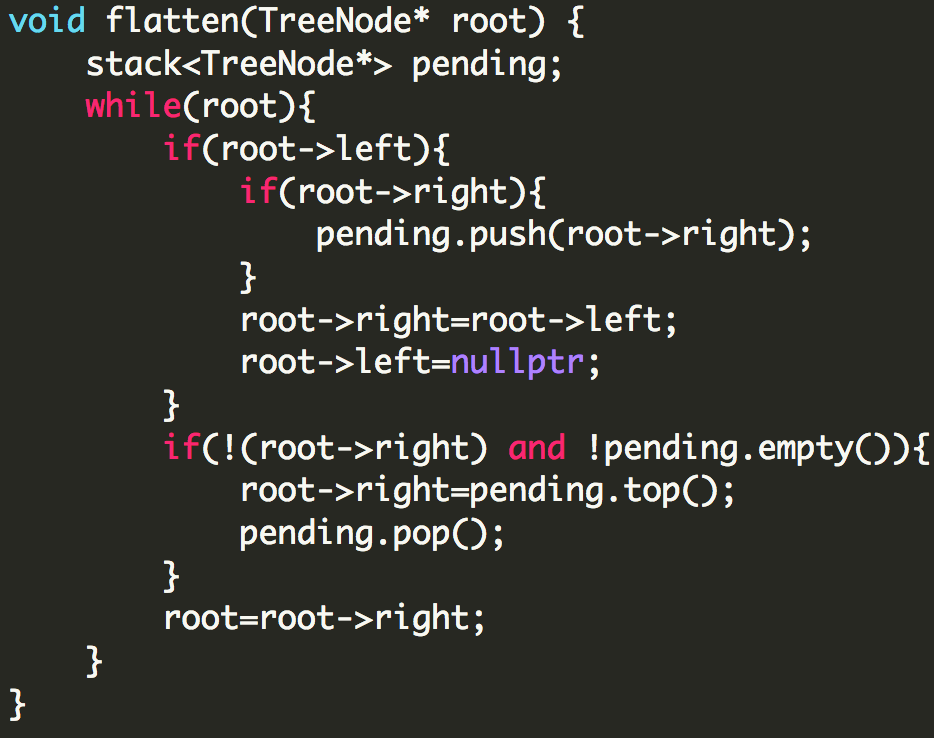 void flatten(TreeNode* root) {
    stack<TreeNode*> pending;
    while(root){
        if(root->left){
            if(root->right){
                pending.push(root->right);
            }
            root->right=root->left;
            root->left=nullptr;
        }
        if(!(root->right) and !pending.empty()){
            root->right=pending.top();
            pending.pop();
        }
        root=root->right;
    }
}